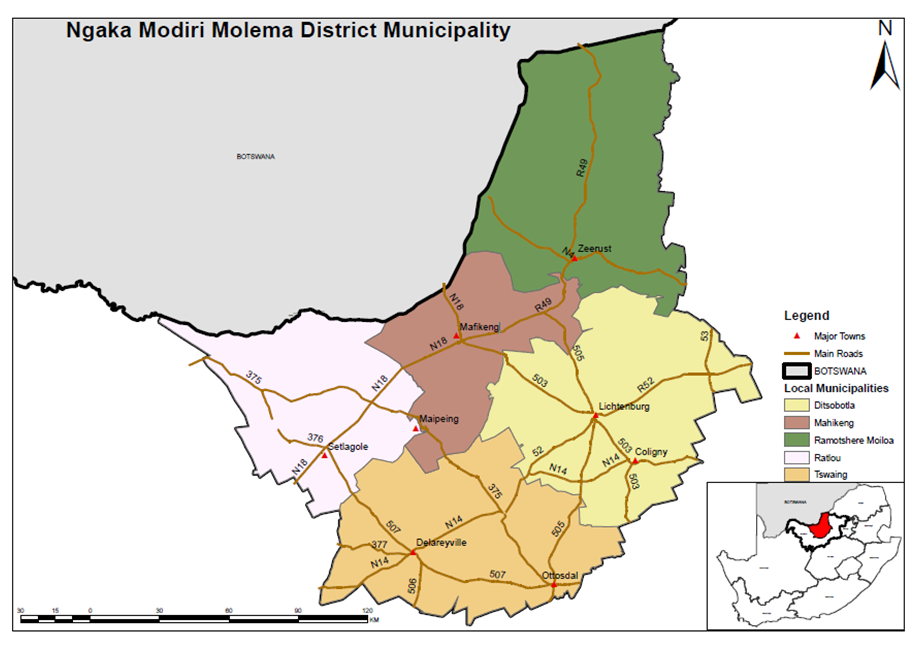 Ngaka Modiri Molema District Municipality
N
BOTSWANA
R49
N4
Zeerust
N18
R49
Mafikeng
N18
505
53
375
N18
503
R52
Lichtenburg
Maipeing
376
Setlagole
N18
52
503
Coligny
N14
N14
503
375
507
N14
505
Delareyville
377
N14
506
507
Ottosdal
30 15 0 30 60 90 120
KM
Legend
Major Towns
Main Roads
BOTSWANA
Local Municipalities
Ditsobotla
Mahikeng
Ramotshere Moiloa
Ratlou
Tswaing
BOTSWANA